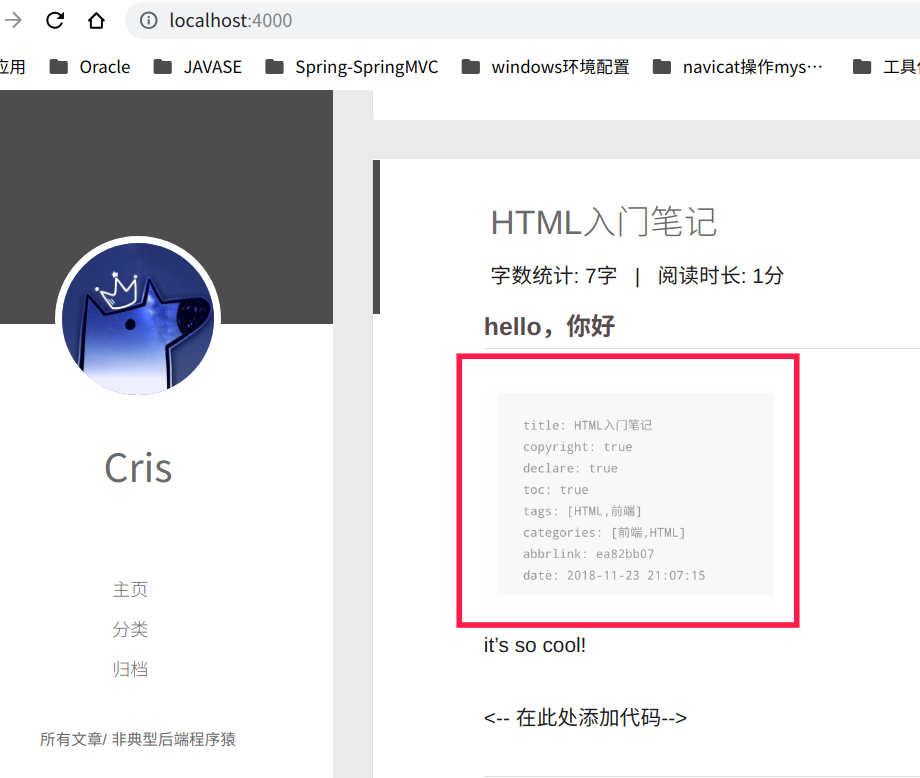 localhost:4000
应用 Oracle JAVASE Spring-SpringMVC windows环境配置 navicat操作mys… 工具
HTML入门笔记
字数统计: 7字 | 阅读时长: 1分
hello，你好
title: HTML入门笔记
copyright: true
declare: true
toc: true
tags: [HTML,前端]
categories: [前端,HTML]
abbrlink: ea82bb07
date: 2018-11-23 21:07:15
it’s so cool!
<-- 在此处添加代码-->
Cris
主页
分类
归档
所有文章/ 非典型后端程序猿